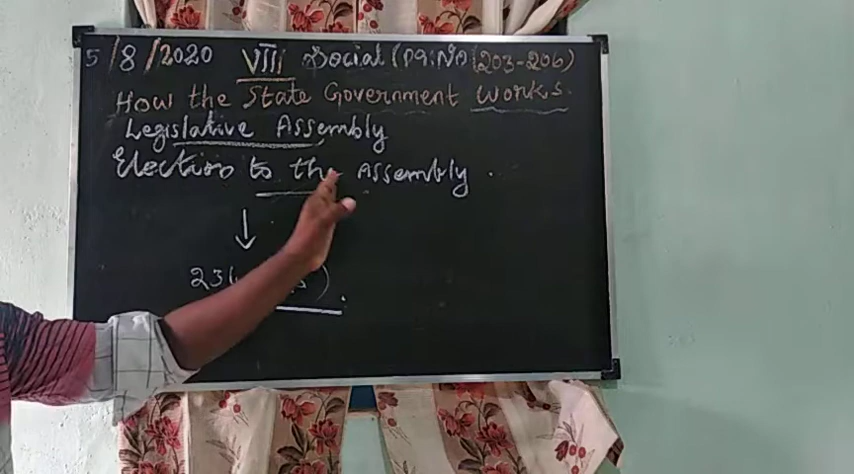 5/8/2020 VIII Social (Pg:No (203-206)
How the State Government Works.
Legislative Assembly
Election to the Assembly.